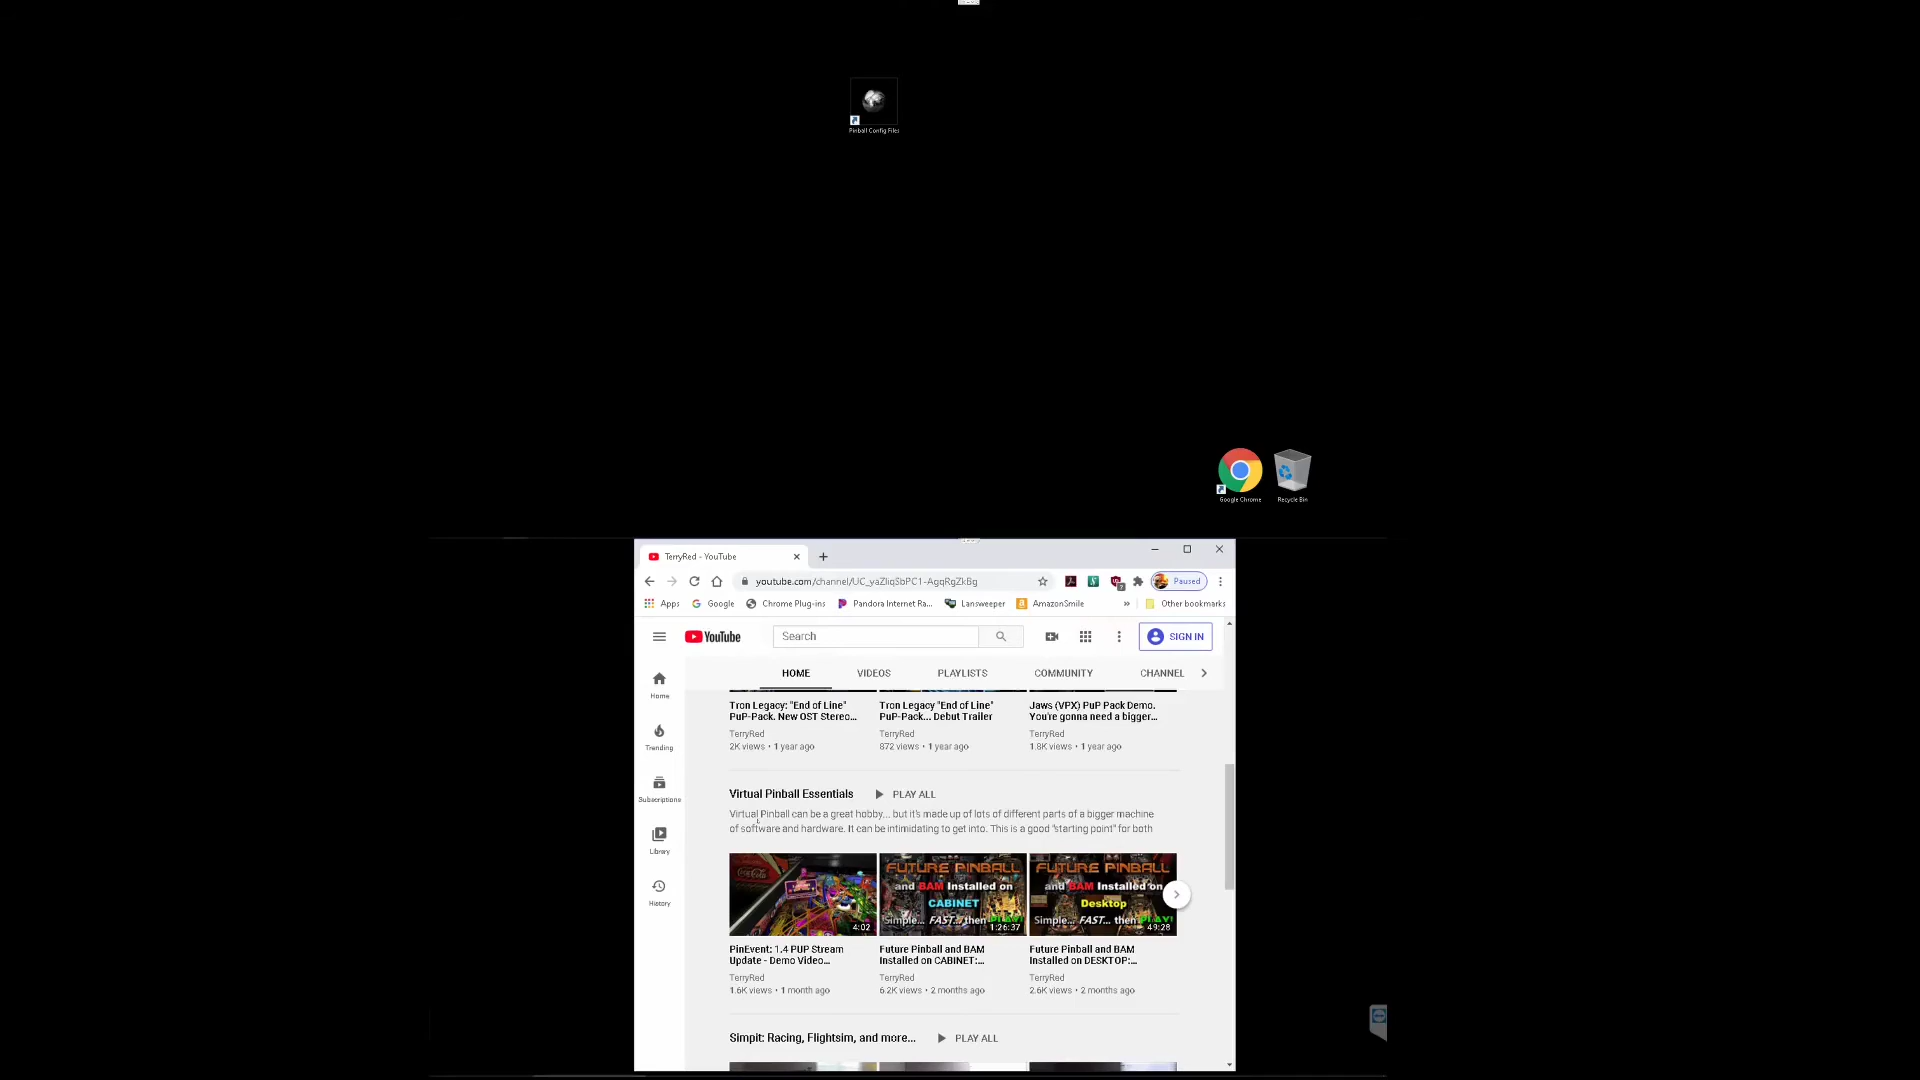 Pinball Config Files
Google Chrome
Recycle Bin
TerryRed - YouTube
Paused
Apps
Google
Chrome Plug-ins
Pandora Internet Ra...
Lansweeper
AmazonSmile
»
Other bookmarks
YouTube
Search
SIGN IN
HOME
VIDEOS
PLAYLISTS
COMMUNITY
CHANNEL
Home
Trending
Subscriptions
Library
History
Tron Legacy: "End of Line"
PuP-Pack. New OST Stereo...
TerryRed
2K views • 1 year ago
Tron Legacy "End of Line"
PuP-Pack... Debut Trailer
TerryRed
872 views • 1 year ago
Jaws (VPX) PuP Pack Demo.
You're gonna need a bigger...
TerryRed
1.8K views • 1 year ago
Virtual Pinball Essentials
PLAY ALL
Virtual Pinball can be a great hobby... but it's made up of lots of different parts of a bigger machine
of software and hardware. It can be intimidating to get into. This is a good "starting point" for both
Coca-Cola
4:02
FUTURE PINBALL
and BAM Installed on
CABINET
Simple... FAST... then PLAY!
1:26:37
FUTURE PINBALL
and BAM Installed on
Desktop
Simple... FAST... then PLAY!
49:28
PinEvent: 1.4 PUP Stream
Update - Demo Video...
TerryRed
1.6K views • 1 month ago
Future Pinball and BAM
Installed on CABINET:...
TerryRed
6.2K views • 2 months ago
Future Pinball and BAM
Installed on DESKTOP:...
TerryRed
2.6K views • 2 months ago
Simpit: Racing, Flightsim, and more...
PLAY ALL